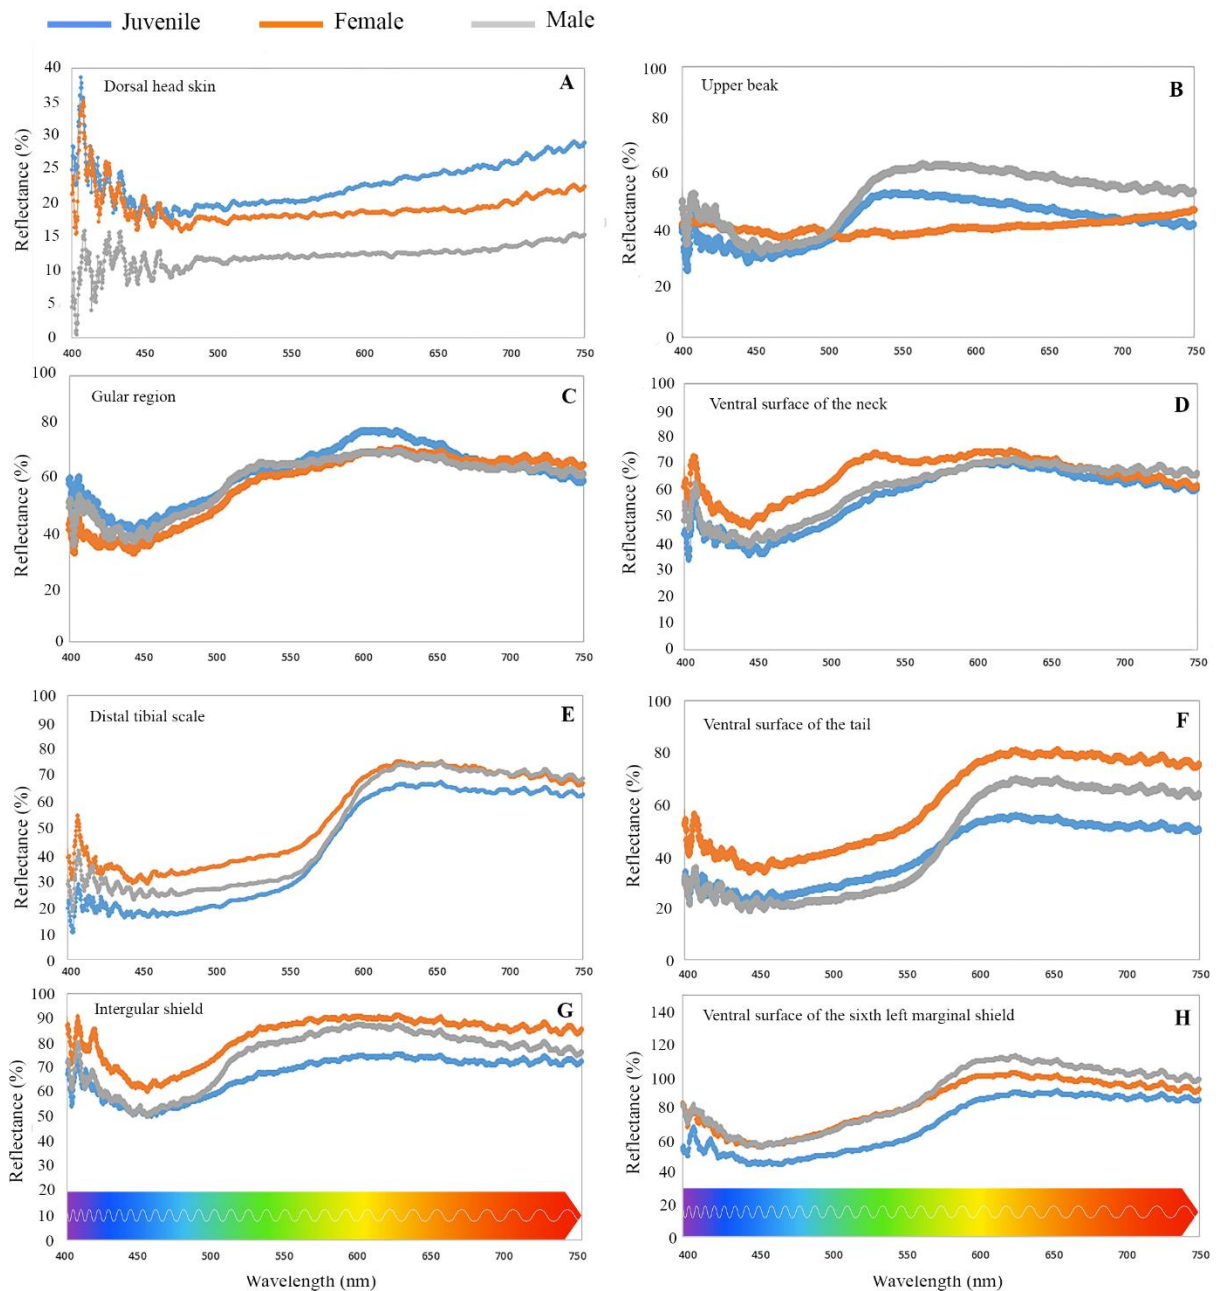 Juvenile Female Male
Dorsal head skin A
Reflectance (%)
40
35
30
25
20
15
10
5
0
400 450 500 550 600 650 700 750
Upper beak B
Reflectance (%)
100
80
60
40
20
0
400 450 500 550 600 650 700 750
Gular region C
Reflectance (%)
100
80
60
40
20
0
400 450 500 550 600 650 700 750
Ventral surface of the neck D
Reflectance (%)
100
90
80
70
60
50
40
30
20
10
0
400 450 500 550 600 650 700 750
Distal tibial scale E
Reflectance (%)
100
90
80
70
60
50
40
30
20
10
0
400 450 500 550 600 650 700 750
Ventral surface of the tail F
Reflectance (%)
100
80
60
40
20
0
400 450 500 550 600 650 700 750
Intergular shield G
Reflectance (%)
100
90
80
70
60
50
40
30
20
10
0
400 450 500 550 600 650 700 750
Wavelength (nm)
Ventral surface of the sixth left marginal shield H
Reflectance (%)
140
120
100
80
60
40
20
0
400 450 500 550 600 650 700 750
Wavelength (nm)